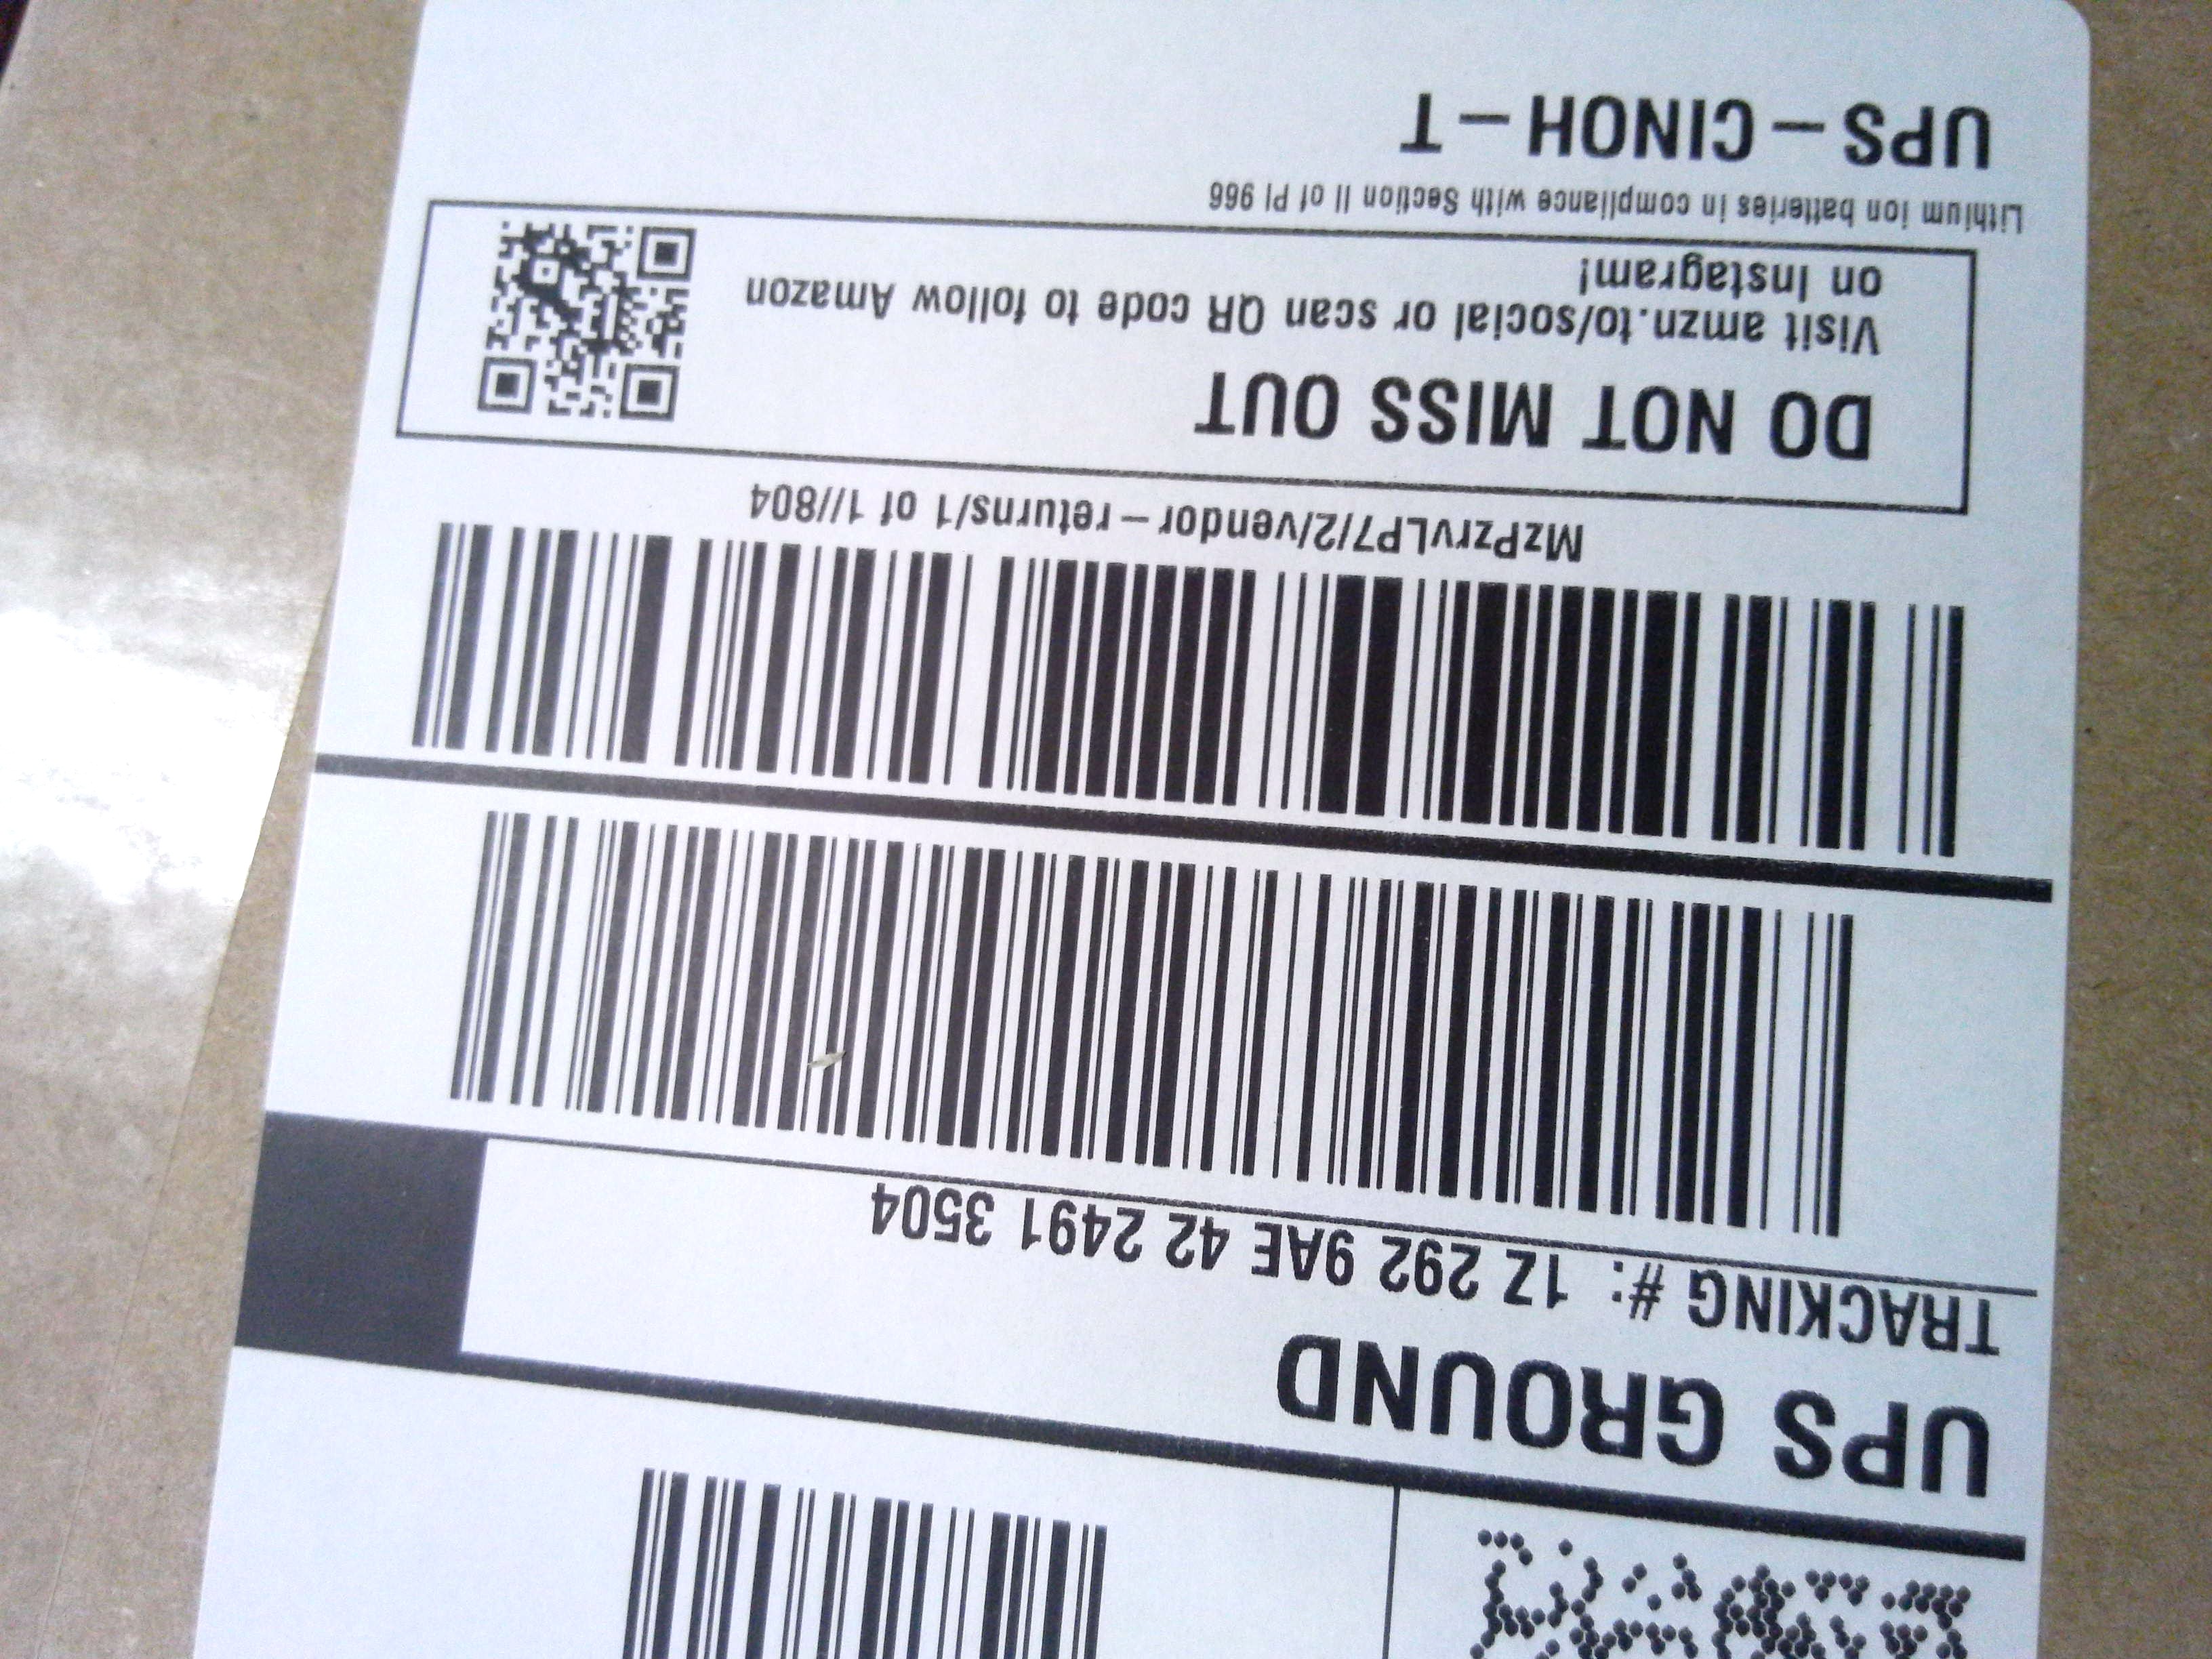 UPS GROUND
TRACKING #: 1Z 292 9AE 42 2491 3504
MzPzrvLP7/2/vendor-returns/1 of 1//804
DO NOT MISS OUT
Visit amzn.to/social or scan QR code to follow Amazon
on Instagram!
Lithium ion batteries in compliance with Section II of PI 966
UPS-CINOH-T